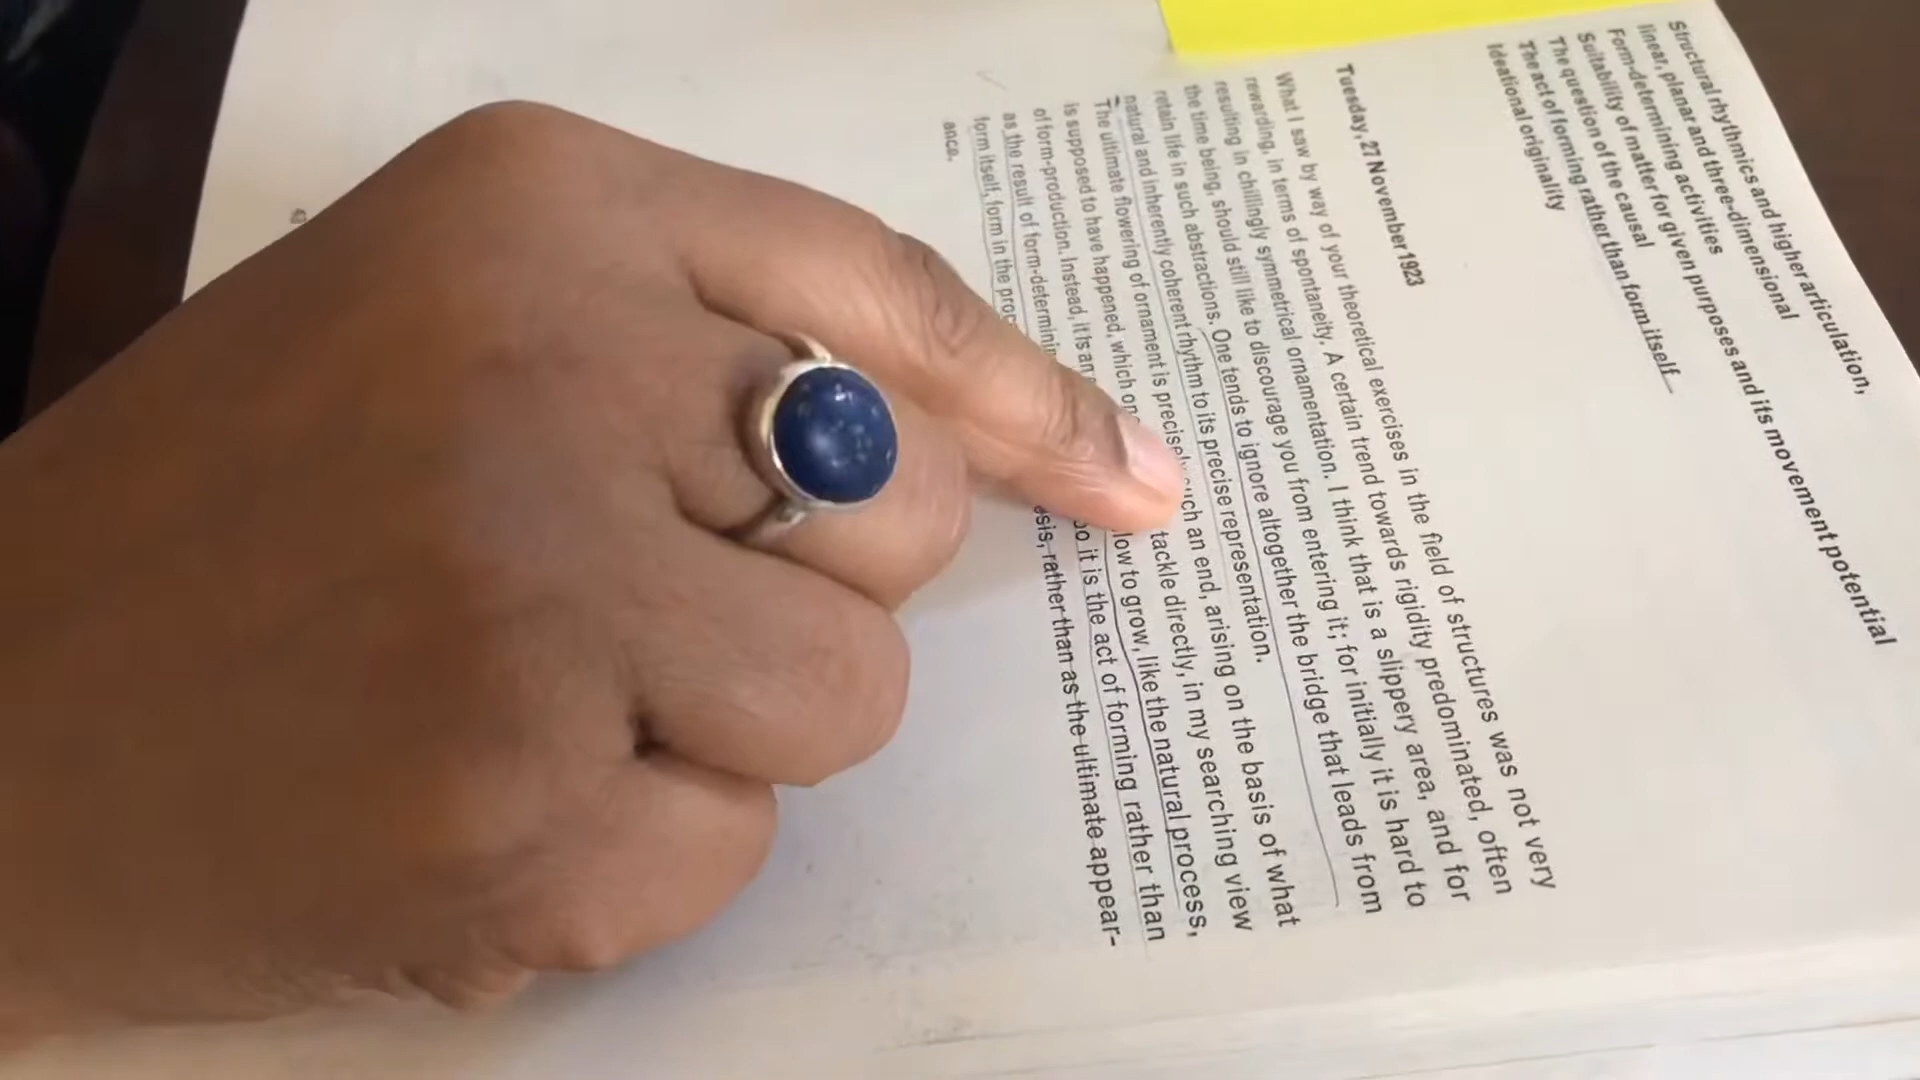 Structural rhythmics and higher articulation,
linear, planar and three-dimensional
Form-determining activities
Suitability of matter for given purposes and its movement potential
The question of the causal
The act of forming rather than form itself
Ideational originality
Tuesday, 27 November 1923
What I saw by way of your theoretical exercises in the field of structures was not very
rewarding, in terms of spontaneity. A certain trend towards rigidity predominated, often
resulting in chillingly symmetrical ornamentation. I think that is a slippery area, and for
the time being, should still like to discourage you from entering it; for initially it is hard to
retain life in such abstractions. One tends to ignore altogether the bridge that leads from
natural and inherently coherent rhythm to its precise representation.
The ultimate flowering of ornament is precisely such an end, arising on the basis of what
is supposed to have happened, which tackle directly, in my searching view
of form-production. Instead, it is to grow, like the natural process,
as the result of form-determining it is the act of forming rather than
form itself, form in the rather than as the ultimate appear-
ance.